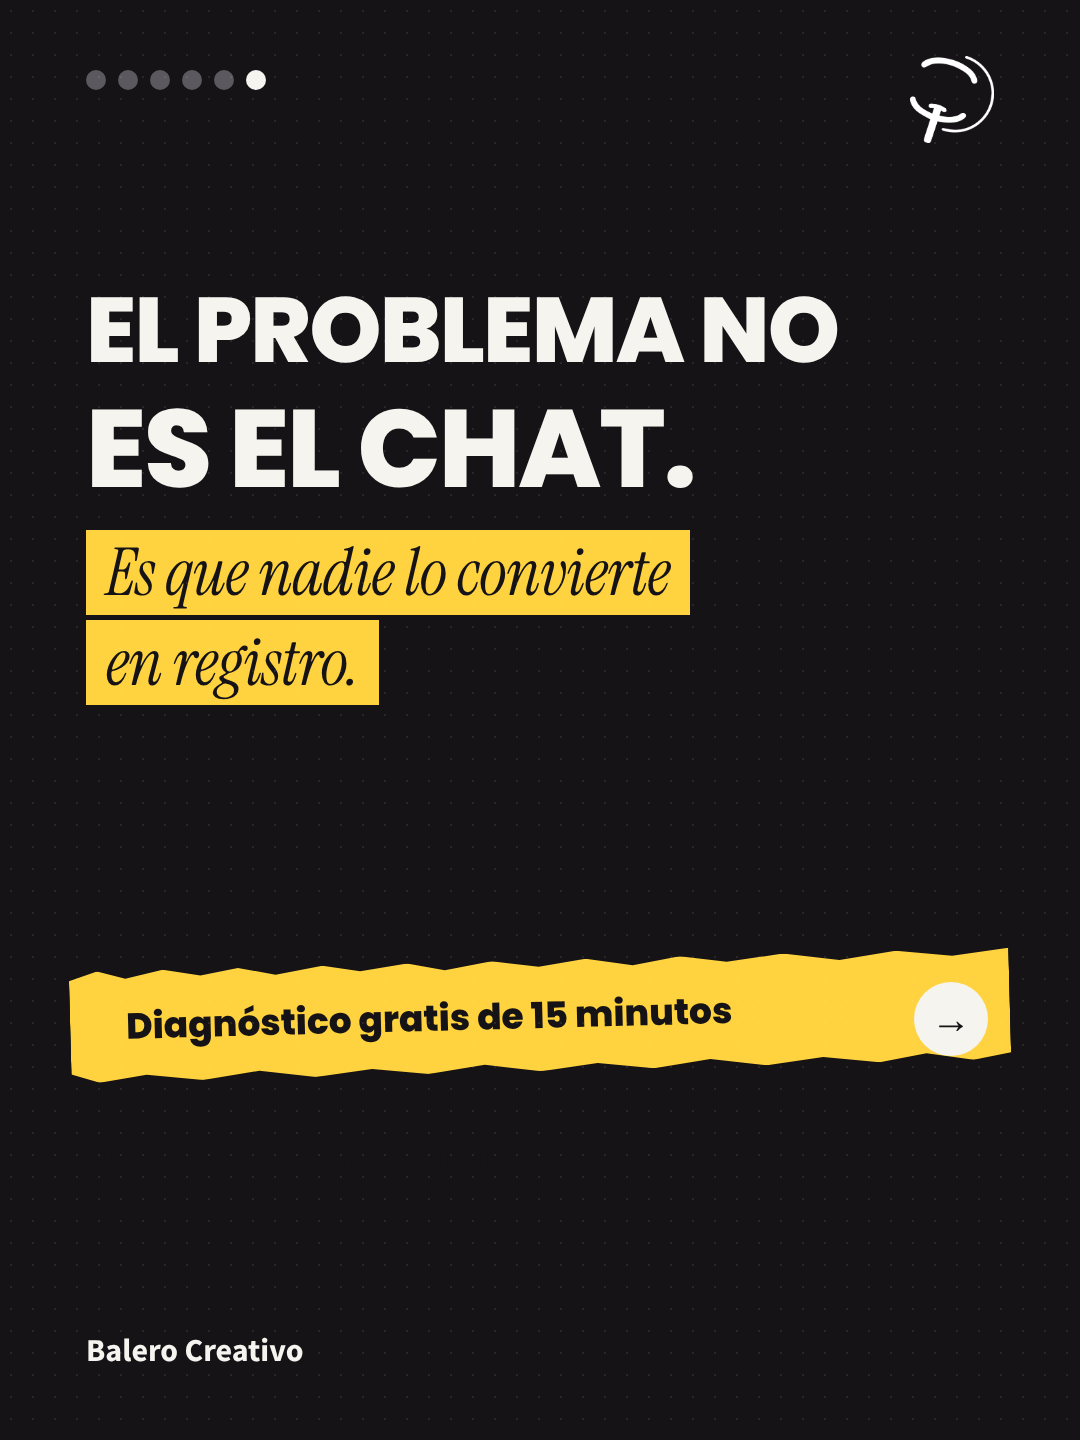 EL PROBLEMA NO
ES EL CHAT.
Es que nadie lo convierte
en registro.
Diagnóstico gratis de 15 minutos →
Balero Creativo